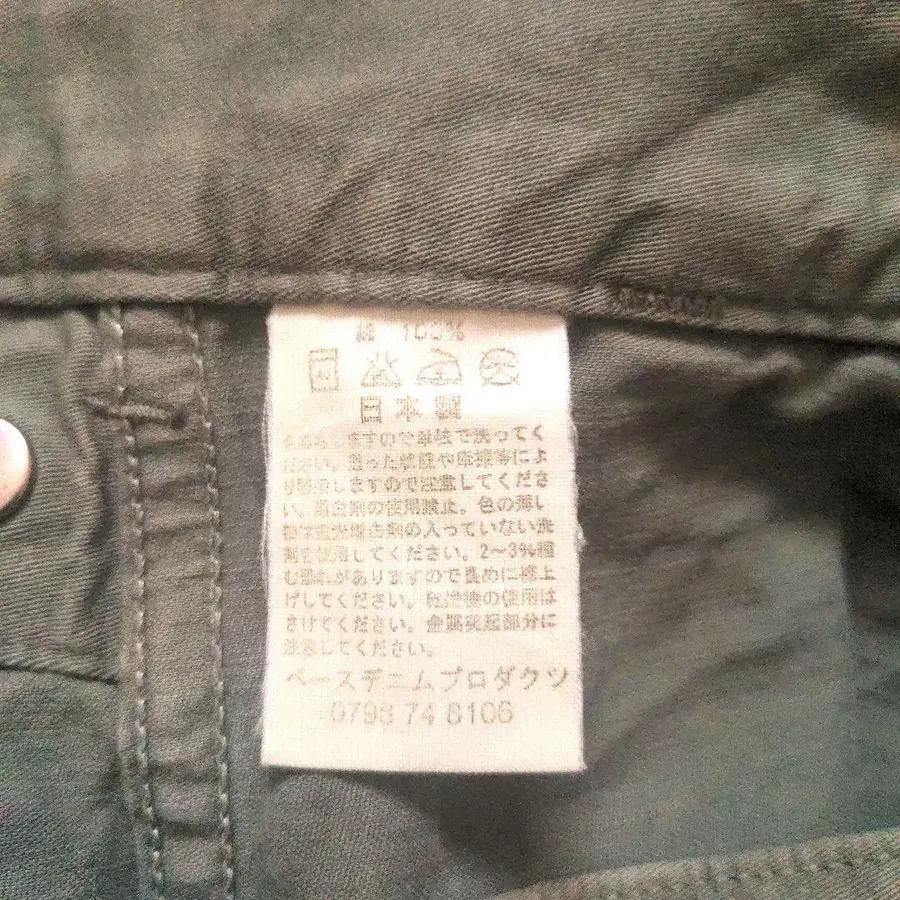 綿 100%
40
日本製
色落ちしますので単独で洗ってく
ださい。湿った状態や摩擦等によ
り移染しますので注意してくださ
い。漂白剤の使用禁止。色の薄い
物は蛍光増白剤の入っていない洗
剤を使用してください。2〜3%縮
む恐れがありますので長めに裾上
げしてください。乾燥機の使用は
さけてください。金属実服部分に
注意してください。
ベースデニムプロダクツ
0798 74 8106